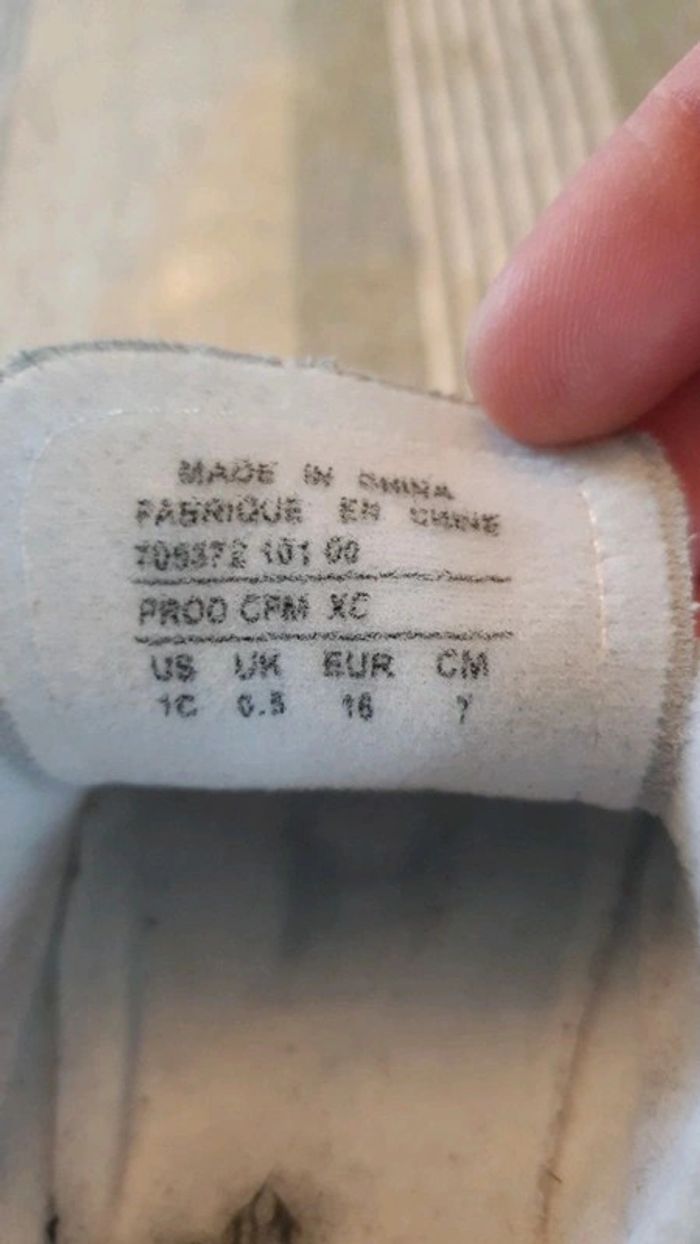 MADE IN CHINA
FABRIQUE EN CHINE
705372 101 00
PROD CFM XC
US UK EUR CM
1C 0.5 16 7